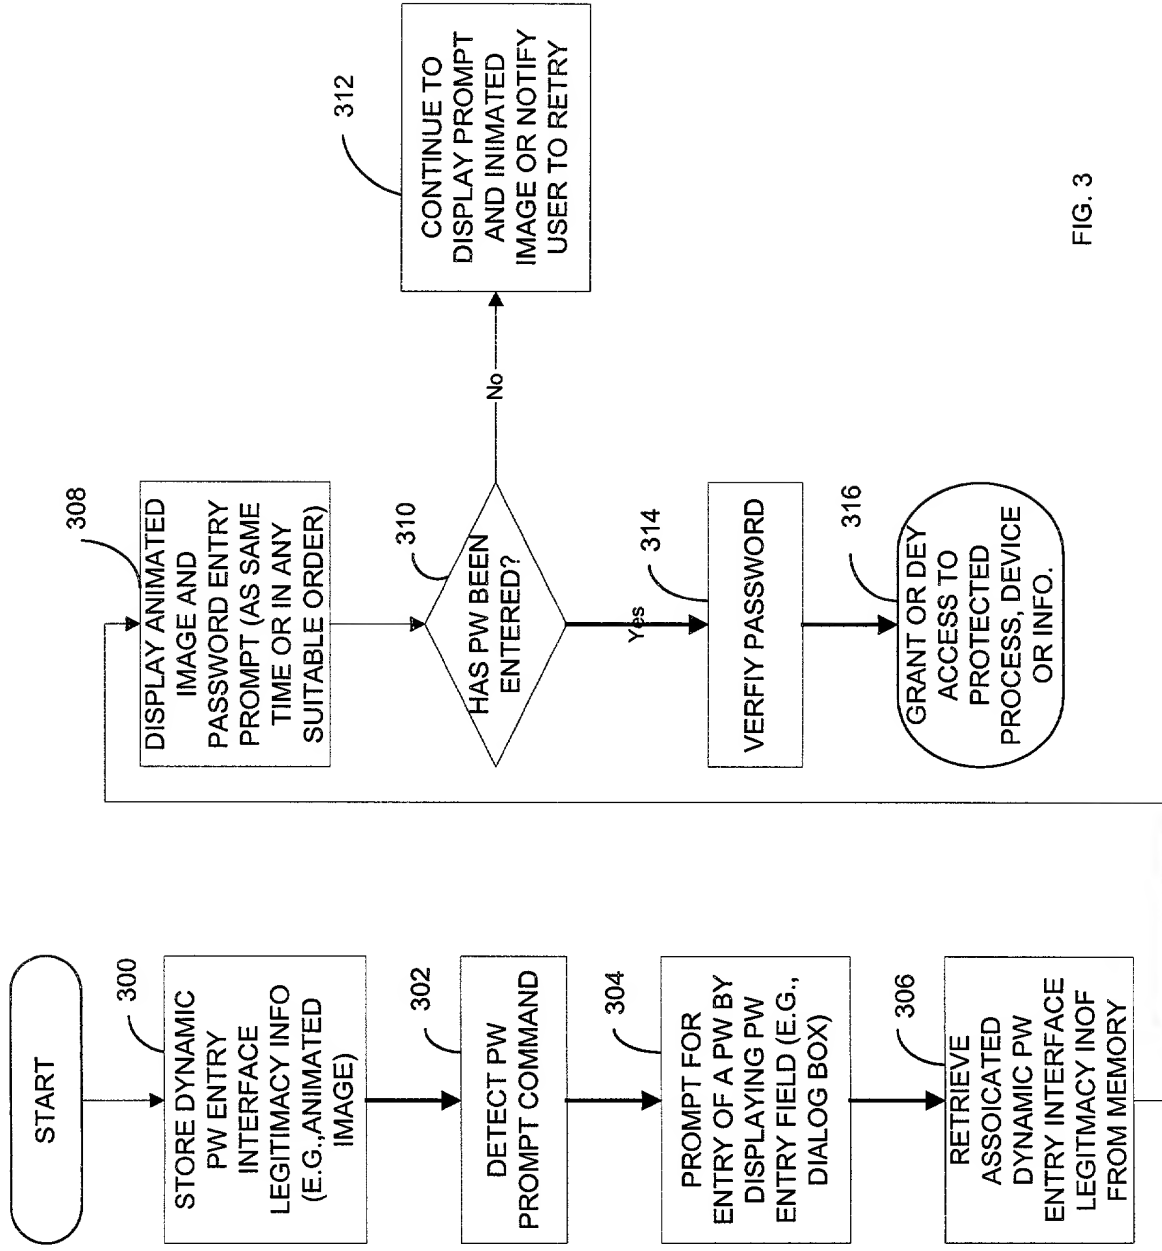 START
300
STORE DYNAMIC
PW ENTRY
INTERFACE
LEGITIMACY INFO
(E.G.,ANIMATED
IMAGE)
302
DETECT PW
PROMPT COMMAND
304
PROMPT FOR
ENTRY OF A PW BY
DISPLAYING PW
ENTRY FIELD (E.G.,
DIALOG BOX)
306
RETRIEVE
ASSOICATED
DYNAMIC PW
ENTRY INTERFACE
LEGITMACY INOF
FROM MEMORY
308
DISPLAY ANIMATED
IMAGE AND
PASSWORD ENTRY
PROMPT (AS SAME
TIME OR IN ANY
SUITABLE ORDER)
310
HAS PW BEEN
ENTERED?
No
312
CONTINUE TO
DISPLAY PROMPT
AND INIMATED
IMAGE OR NOTIFY
USER TO RETRY
Yes
314
VERFIY PASSWORD
316
GRANT OR DEY
ACCESS TO
PROTECTED
PROCESS, DEVICE
OR INFO.
FIG. 3